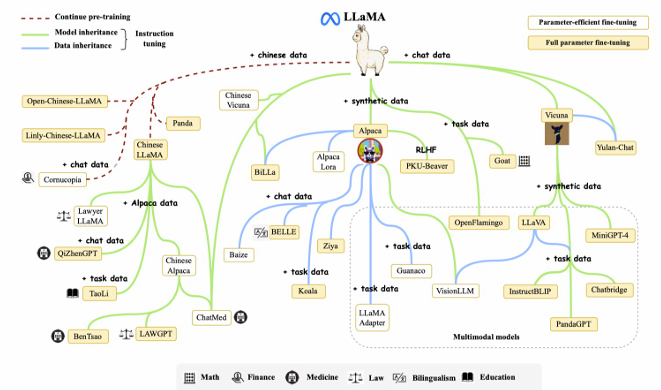 LLaMA
Continue pre-training
Model inheritance
Data inheritance
Instruction
tuning
Parameter-efficient fine-tuning
Full parameter fine-tuning
+ chinese data
+ chat data
Chinese
Vicuna
+ synthetic data
Open-Chinese-LLaMA
Panda
+ task data
Vicuna
Linly-Chinese-LLaMA
Chinese
LLaMA
Alpaca
RLHF
Yulan-Chat
+ chat data
BiLLa
Alpaca
Lora
PKU-Beaver
Goat
Cornucopia
+ synthetic data
Lawyer
LLaMA
+ Alpaca data
+ chat data
OpenFlamingo
LLaVA
MiniGPT-4
+ chat data
QiZhenGPT
Baize
BELLE
Ziya
+ task data
+ task data
Chinese
Alpaca
+ task data
Guanaco
+ task data
TaoLi
Koala
+ task data
VisionLLM
InstructBLIP
Chatbridge
ChatMed
LLaMA
Adapter
PandaGPT
BenTsao
LAWGPT
Multimodal models
Math
Finance
Medicine
Law
Bilingualism
Education